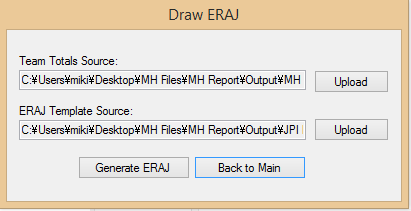 Draw ERAJ
Team Totals Source:
C:¥Users¥miki¥Desktop¥MH Files¥MH Report¥Output¥MH
Upload
ERAJ Template Source:
C:¥Users¥miki¥Desktop¥MH Files¥MH Report¥Output¥JPI
Upload
Generate ERAJ
Back to Main